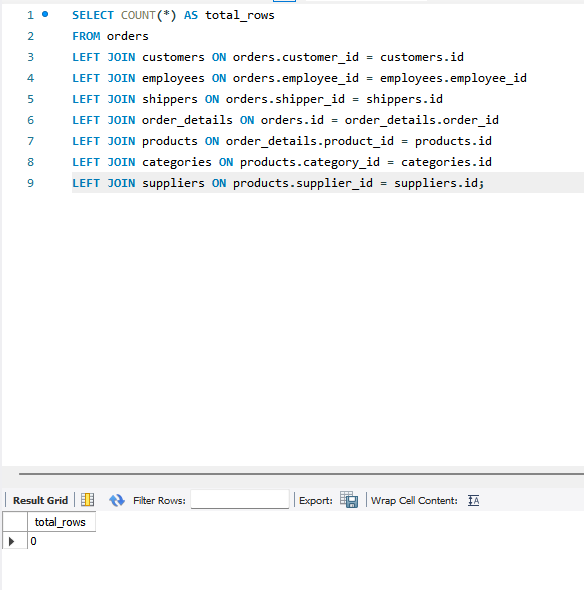 1 SELECT COUNT(*) AS total_rows
2 FROM orders
3 LEFT JOIN customers ON orders.customer_id = customers.id
4 LEFT JOIN employees ON orders.employee_id = employees.employee_id
5 LEFT JOIN shippers ON orders.shipper_id = shippers.id
6 LEFT JOIN order_details ON orders.id = order_details.order_id
7 LEFT JOIN products ON order_details.product_id = products.id
8 LEFT JOIN categories ON products.category_id = categories.id
9 LEFT JOIN suppliers ON products.supplier_id = suppliers.id;
Result Grid Filter Rows: Export: Wrap Cell Content: IA
total_rows
0